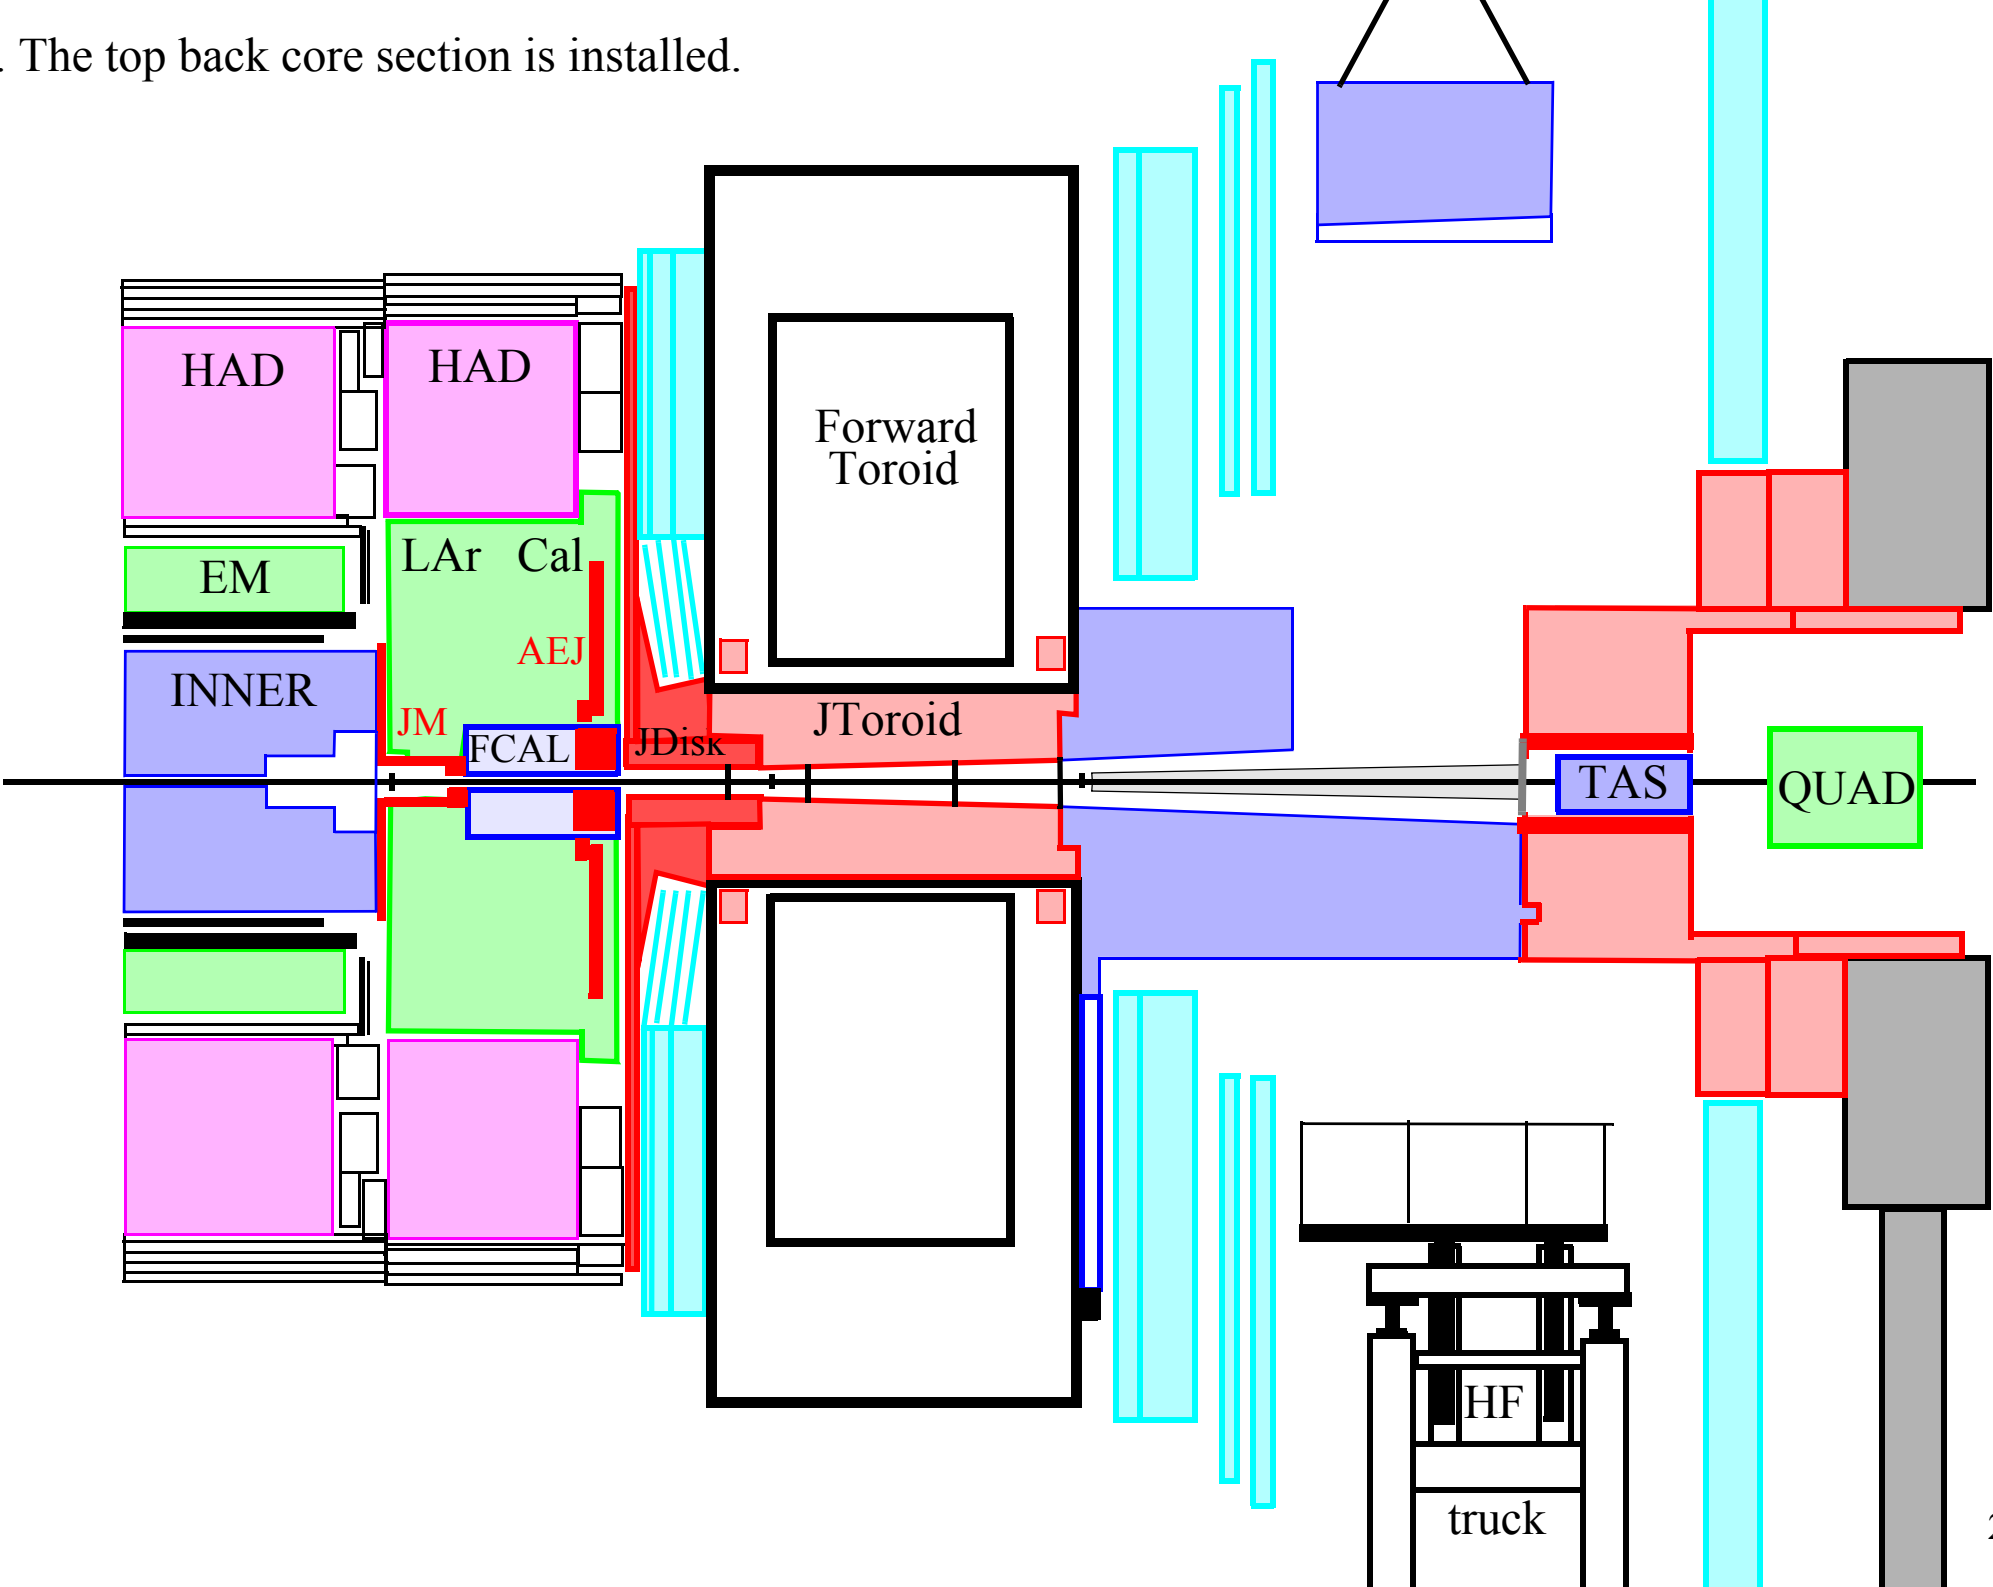 . The top back core section is installed.
HAD
HAD
Forward
Toroid
LAr Cal
EM
AEJ
INNER
JM
FCAL
JDisk
JToroid
TAS
QUAD
HF
truck